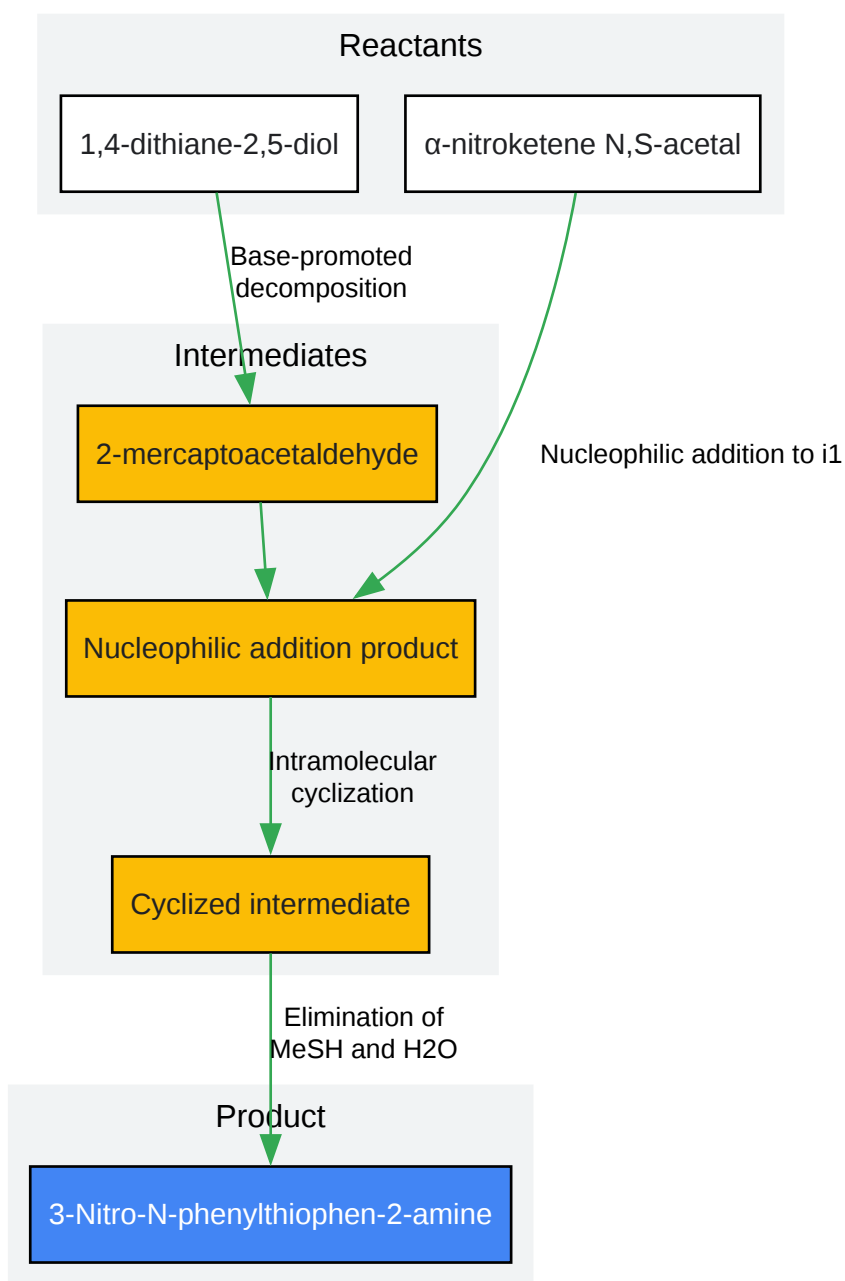 Reactants
1,4-dithiane-2,5-diol
α-nitroketene N,S-acetal
Base-promoted
decomposition
Intermediates
2-mercaptoacetaldehyde
Nucleophilic addition to i1
Nucleophilic addition product
Intramolecular
cyclization
Cyclized intermediate
Elimination of
MeSH and H2O
Product
3-Nitro-N-phenylthiophen-2-amine